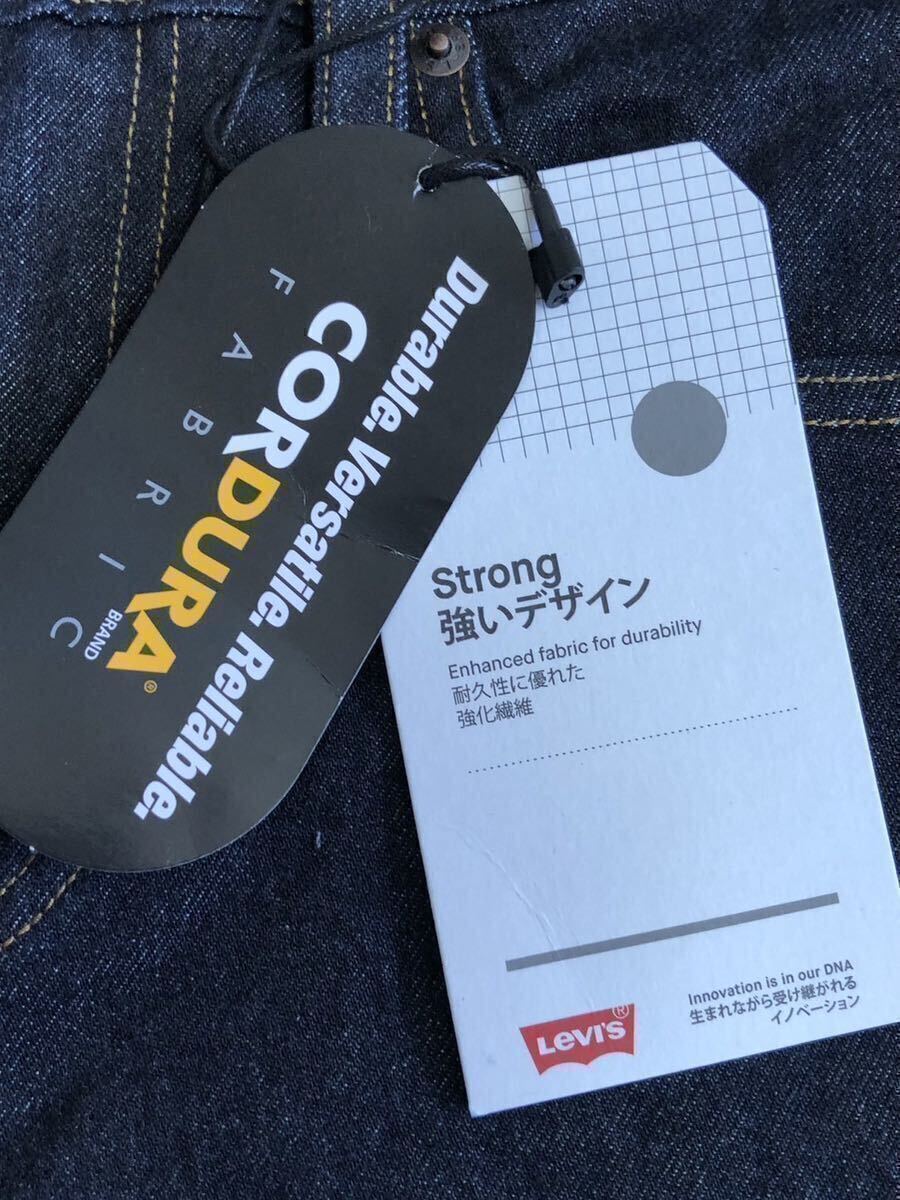 Durable. Versatile. Reliable.
CORDURA®
BRAND
FABRIC
Strong
強いデザイン
Enhanced fabric for durability
耐久性に優れた
強化繊維
Levi's®
Innovation is in our DNA
生まれながら受け継がれる
イノベーション